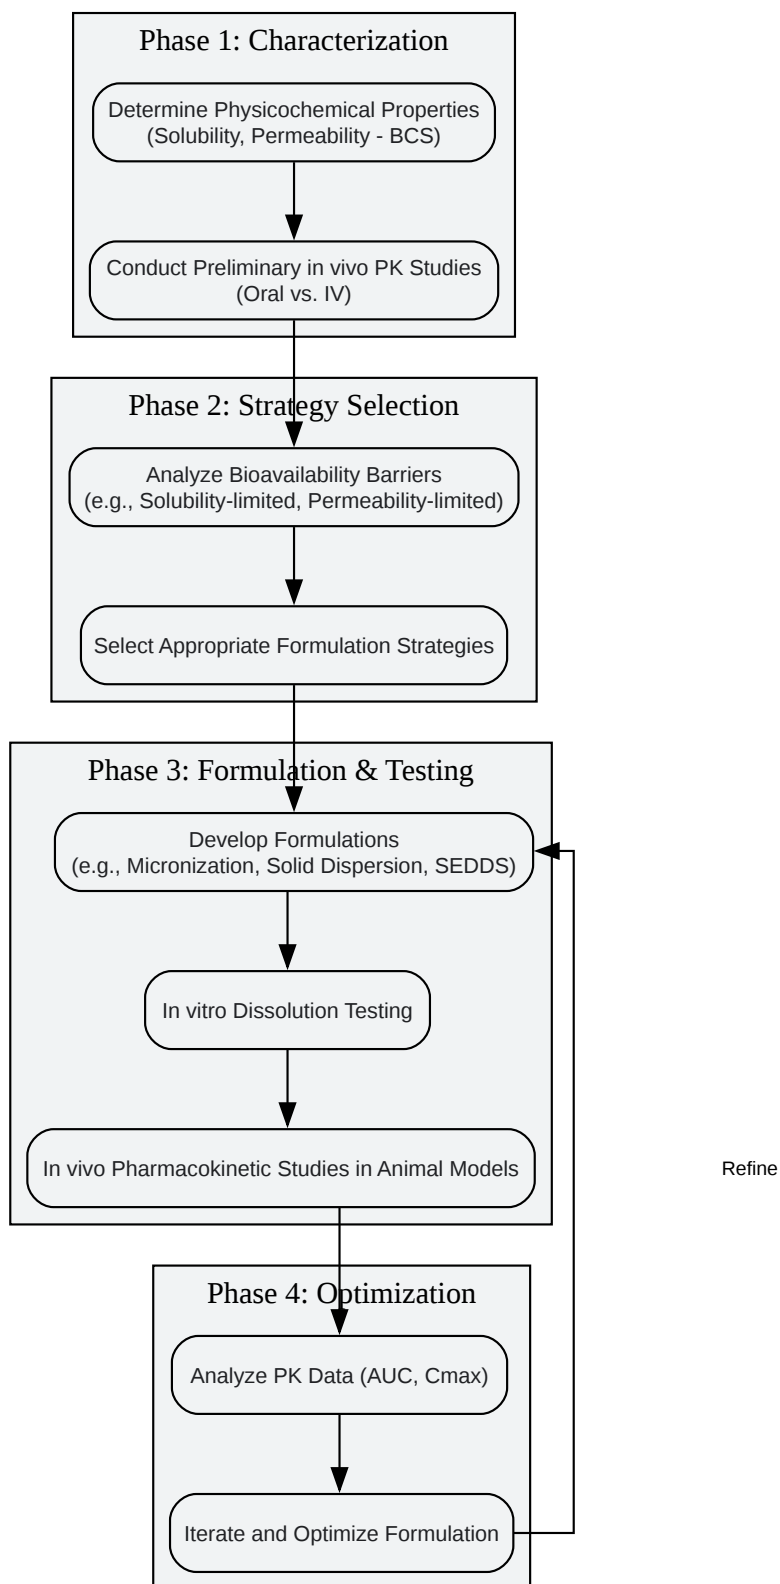 Phase 1: Characterization
Determine Physicochemical Properties
(Solubility, Permeability - BCS)
Conduct Preliminary in vivo PK Studies
(Oral vs. IV)
Phase 2: Strategy Selection
Analyze Bioavailability Barriers
(e.g., Solubility-limited, Permeability-limited)
Select Appropriate Formulation Strategies
Phase 3: Formulation & Testing
Develop Formulations
(e.g., Micronization, Solid Dispersion, SEDDS)
In vitro Dissolution Testing
In vivo Pharmacokinetic Studies in Animal Models
Refine
Phase 4: Optimization
Analyze PK Data (AUC, Cmax)
Iterate and Optimize Formulation